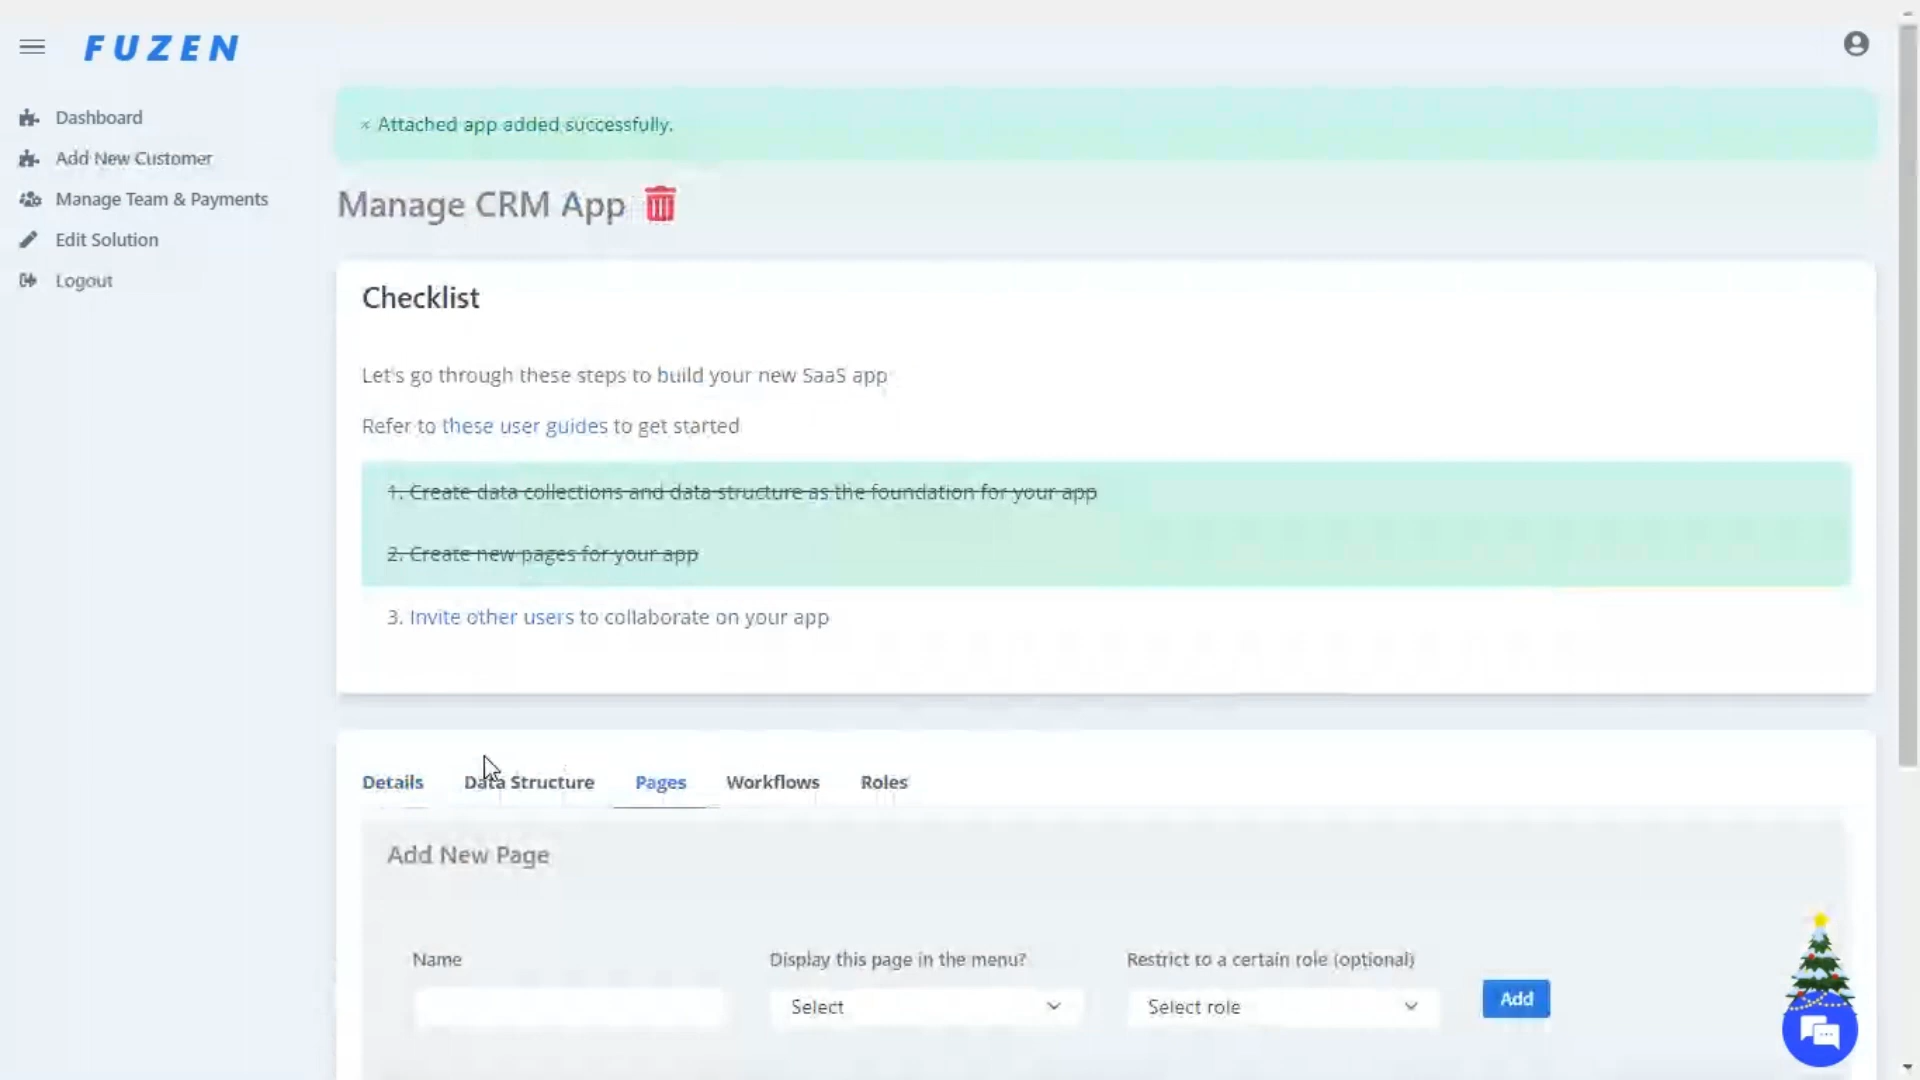 FUZEN
Dashboard
Add New Customer
Manage Team & Payments
Edit Solution
Logout
× Attached app added successfully.
Manage CRM App
Checklist
Let's go through these steps to build your new SaaS app
Refer to these user guides to get started
1. Create data collections and data structure as the foundation for your app
2. Create new pages for your app
3. Invite other users to collaborate on your app
Details Data Structure Pages Workflows Roles
Add New Page
Name Display this page in the menu? Restrict to a certain role (optional)
Select Select role Add